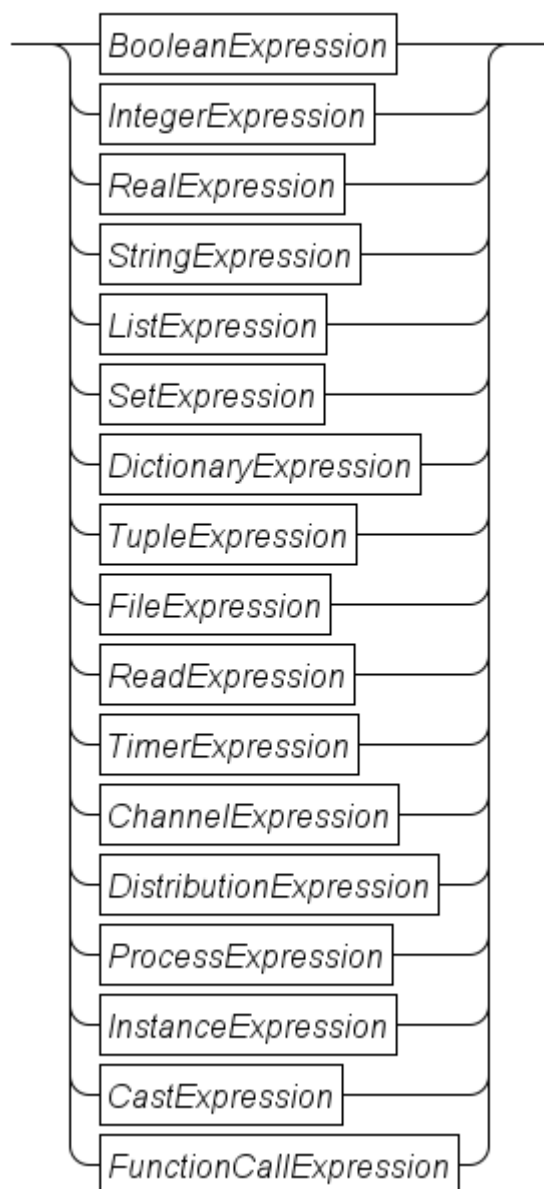 BooleanExpression
IntegerExpression
RealExpression
StringExpression
ListExpression
SetExpression
DictionaryExpression
TupleExpression
FileExpression
ReadExpression
TimerExpression
ChannelExpression
DistributionExpression
ProcessExpression
InstanceExpression
CastExpression
FunctionCallExpression